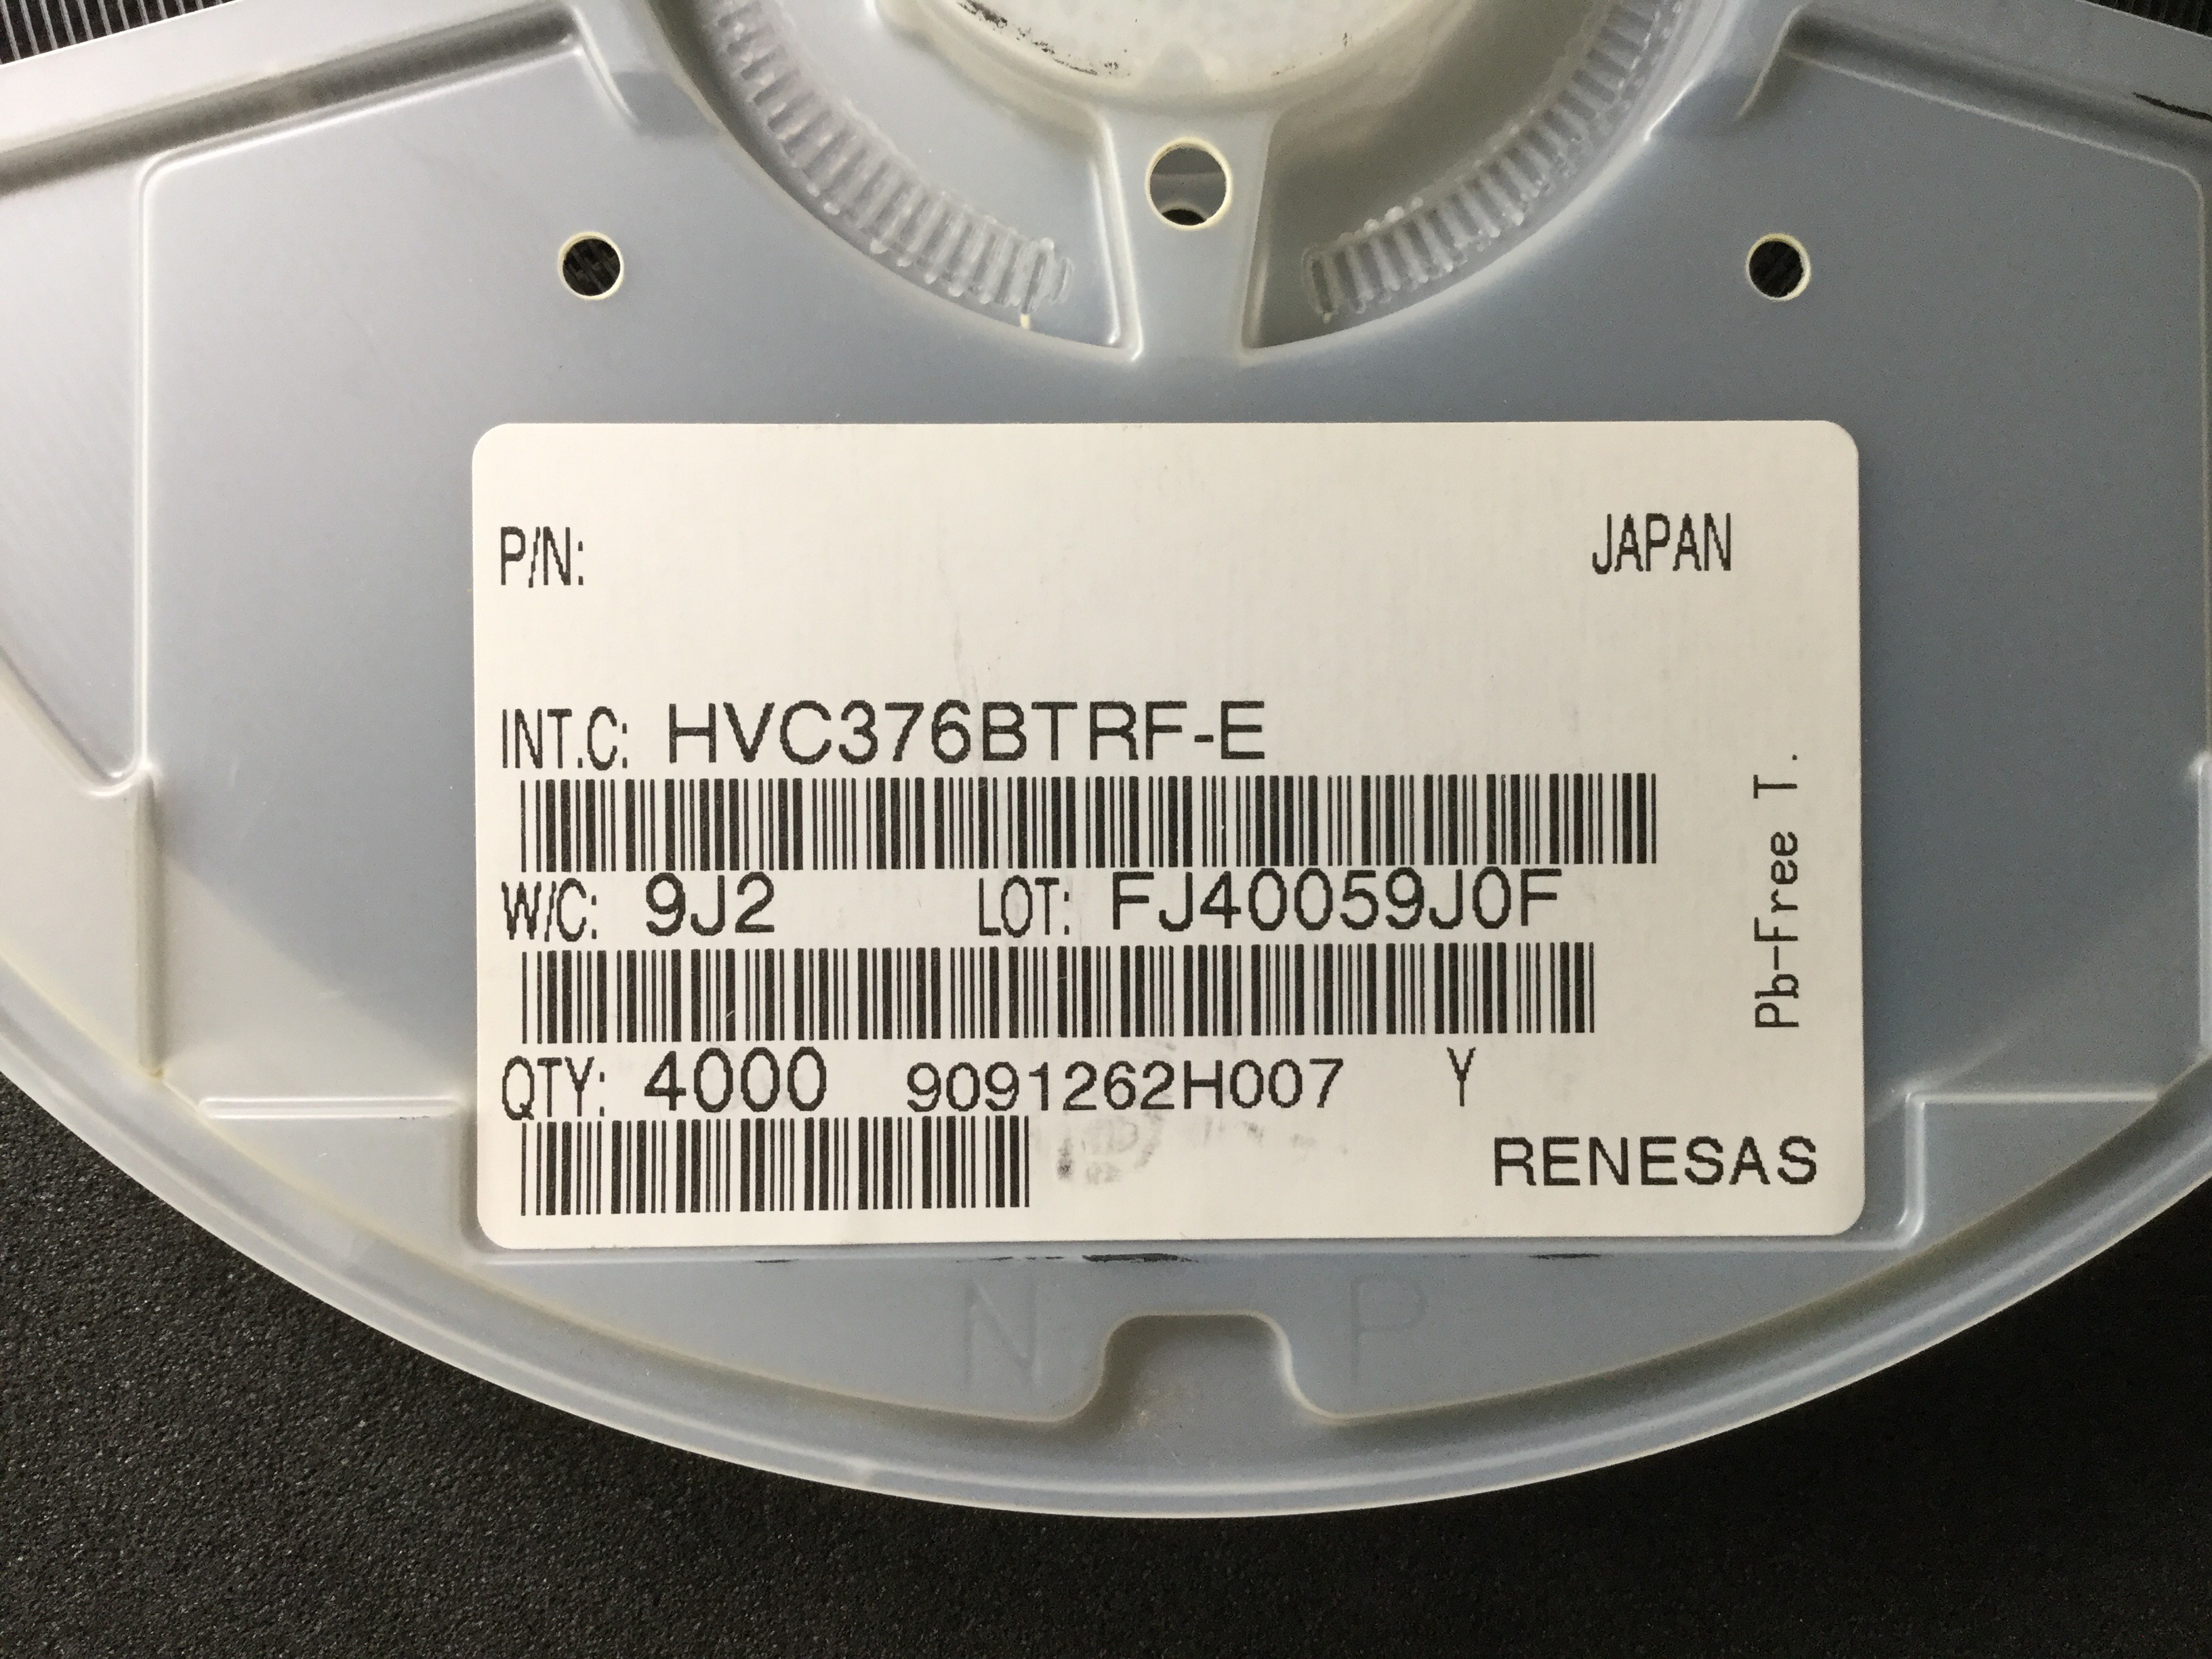 P/N: JAPAN
INT.C: HVC376BTRF-E
W/C: 9J2 LOT: FJ40059J0F
Pb-Free T.
QTY: 4000 9091262H007 Y
RENESAS
N P